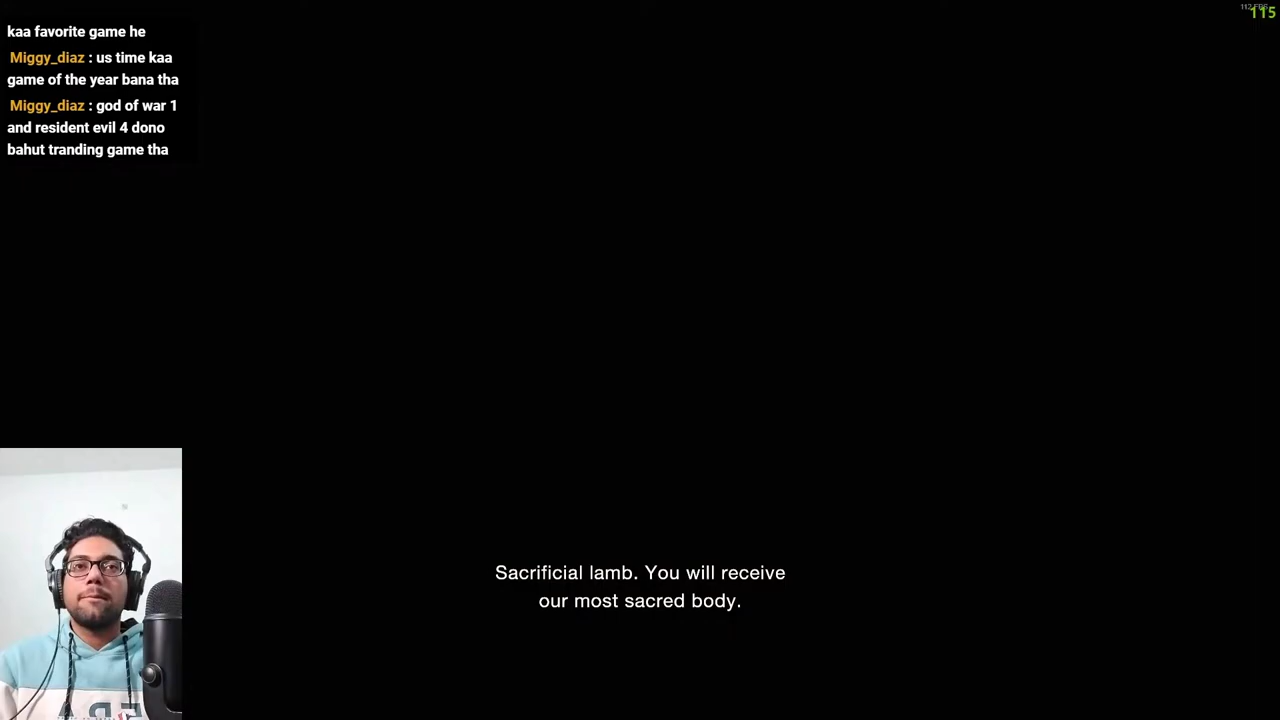 kaa favorite game he
Miggy_diaz : us time kaa
game of the year bana tha
Miggy_diaz : god of war 1
and resident evil 4 dono
bahut tranding game tha
115
Sacrificial lamb. You will receive
our most sacred body.